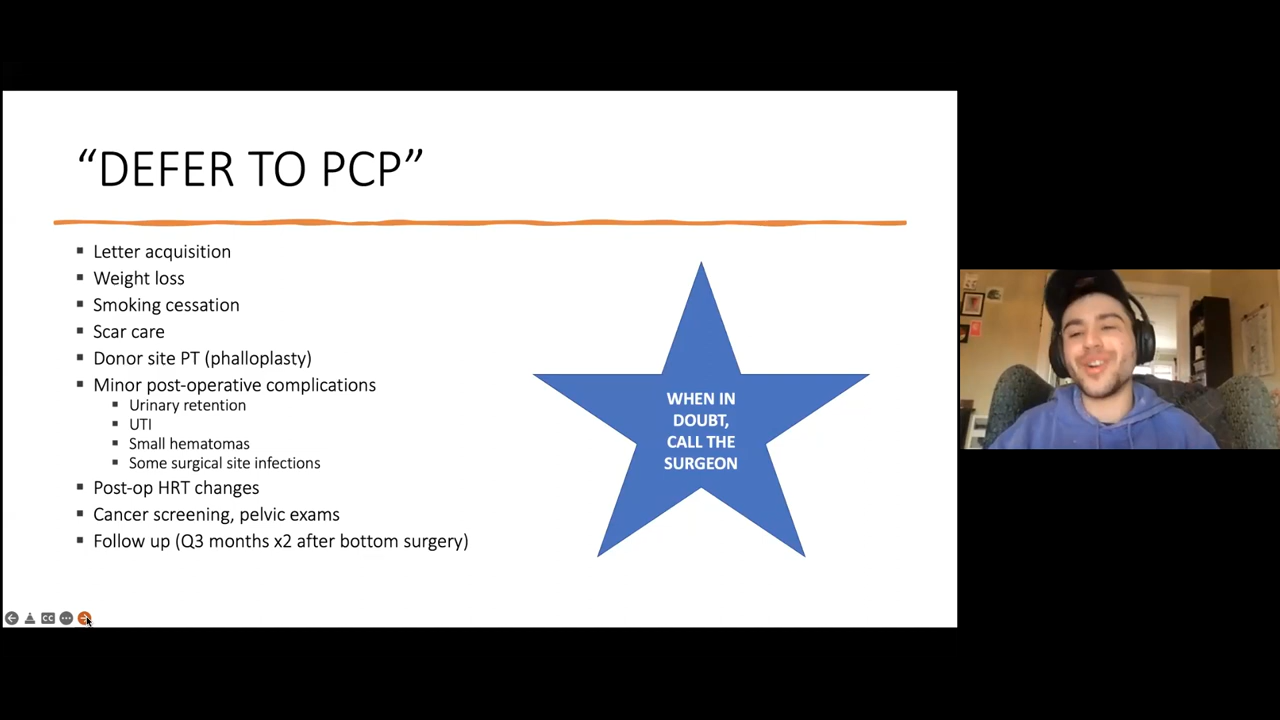 “DEFER TO PCP”
Letter acquisition
Weight loss
Smoking cessation
Scar care
Donor site PT (phalloplasty)
Minor post-operative complications
Urinary retention
UTI
Small hematomas
Some surgical site infections
Post-op HRT changes
Cancer screening, pelvic exams
Follow up (Q3 months x2 after bottom surgery)
WHEN IN
DOUBT,
CALL THE
SURGEON
CC